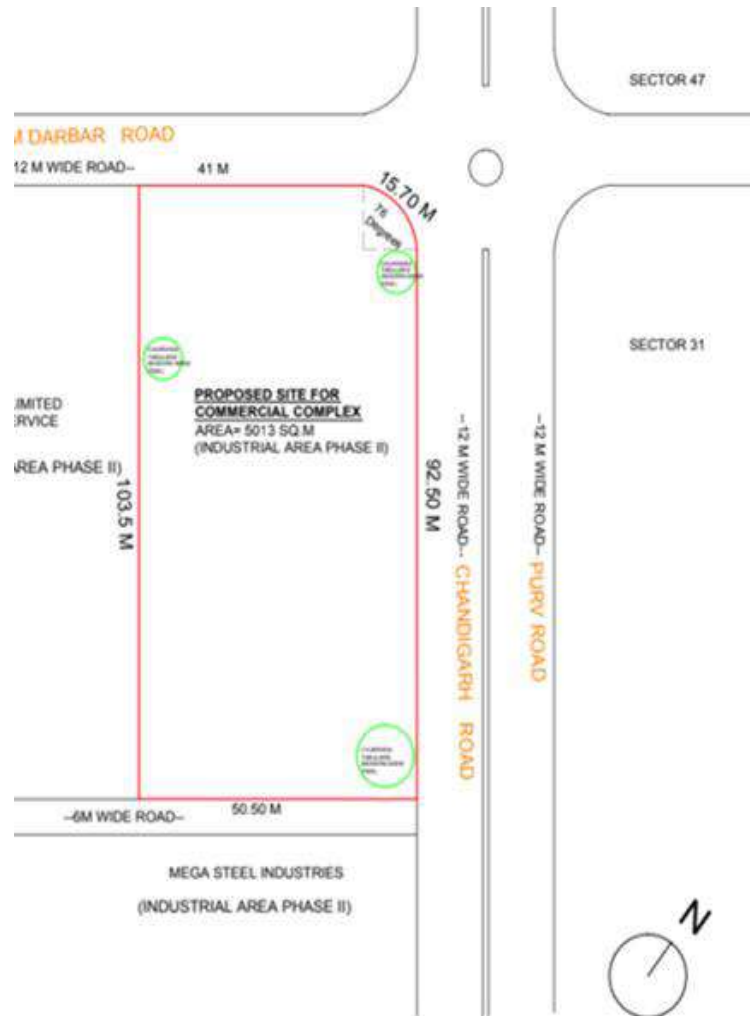 SECTOR 47
M DARBAR ROAD
12 M WIDE ROAD--
41 M
15.70 M
76
Degrees
SECTOR 31
PROPOSED SITE FOR
COMMERCIAL COMPLEX
AREA= 5013 SQ.M
(INDUSTRIAL AREA PHASE II)
IMITED
ERVICE
AREA PHASE II)
103.5 M
92.50 M
--12 M WIDE ROAD--
CHANDIGARH ROAD
--12 M WIDE ROAD--
PURV ROAD
--6M WIDE ROAD--
50.50 M
MEGA STEEL INDUSTRIES
(INDUSTRIAL AREA PHASE II)
N